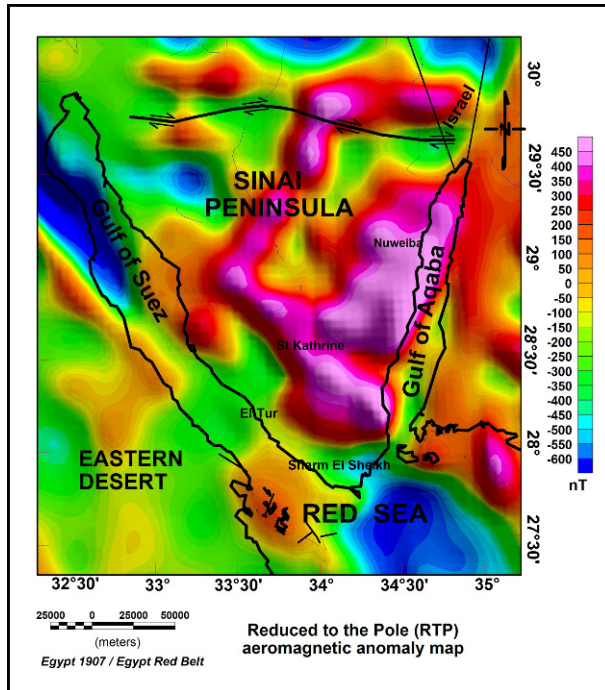 30°
Israel
29°30'
SINAI
PENINSULA
Nuweiba
Gulf of Suez
Gulf of Aqaba
29°
St Kathrine
28°30'
El Tur
28°
EASTERN
DESERT
Sharm El Sheikh
RED SEA
27°30'
32°30' 33° 33°30' 34° 34°30' 35°
450
400
350
300
250
200
150
100
50
0
-50
-100
-150
-200
-250
-300
-350
-400
-450
-500
-550
-600
nT
25000 0 25000 50000
(meters)
Egypt 1907 / Egypt Red Belt
Reduced to the Pole (RTP)
aeromagnetic anomaly map